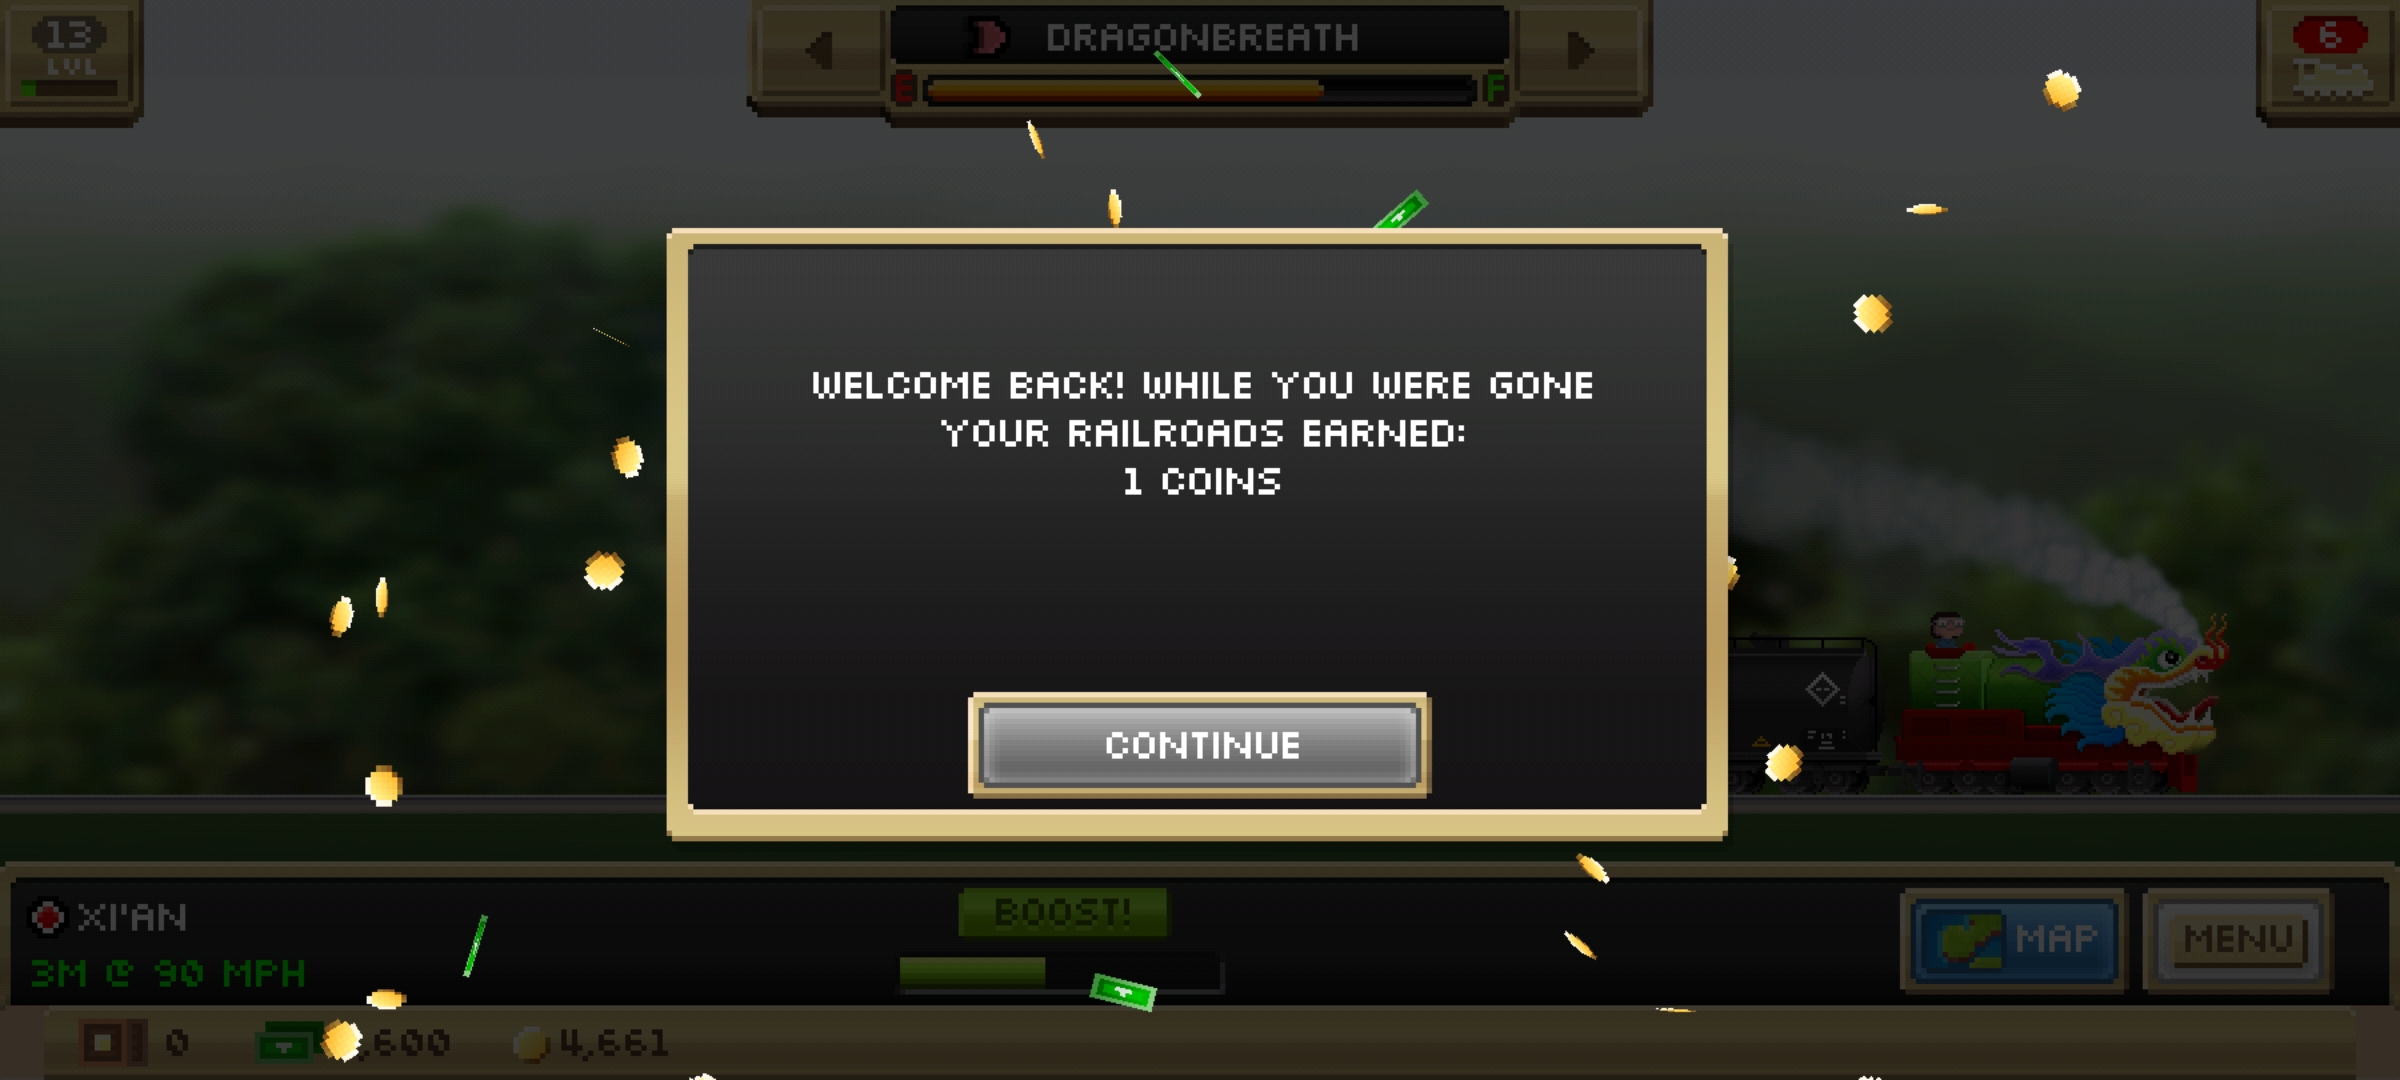 13
LVL
DRAGONBREATH
E
F
6
WELCOME BACK! WHILE YOU WERE GONE
YOUR RAILROADS EARNED:
1 COINS
CONTINUE
XI'AN
3M @ 90 MPH
BOOST!
MAP
MENU
0
4,661